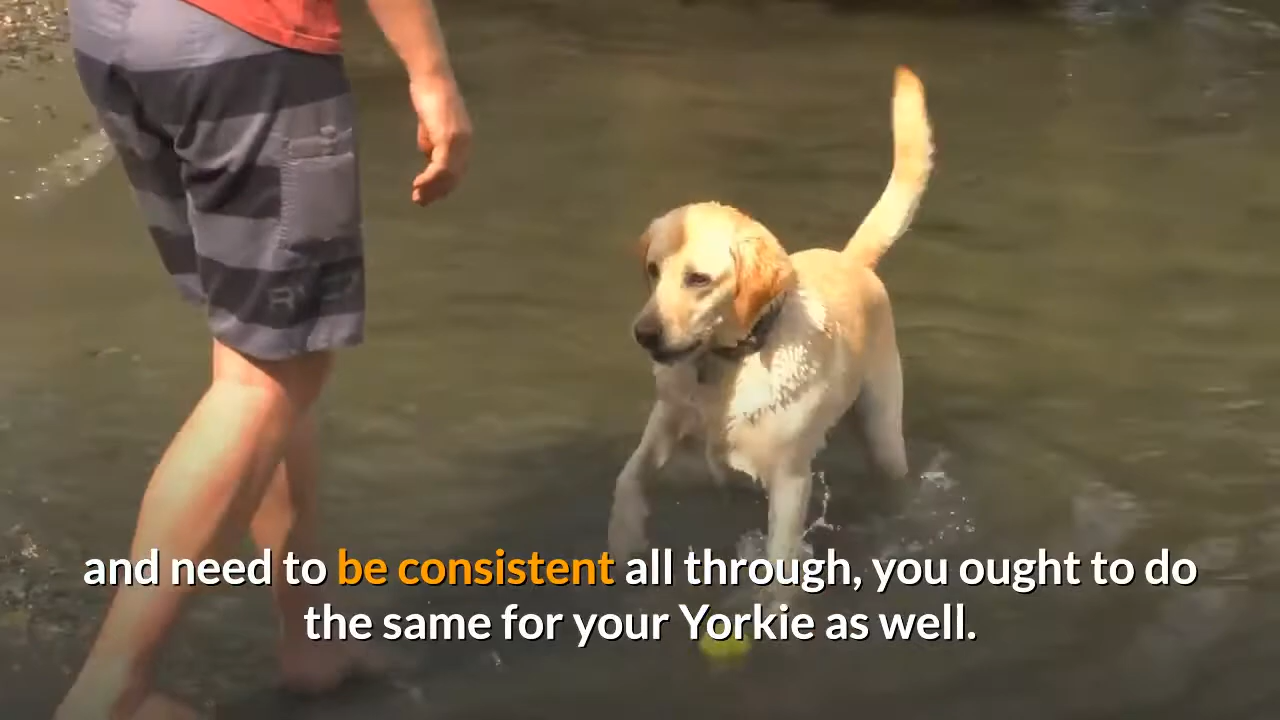 and need to be consistent all through, you ought to do
the same for your Yorkie as well.